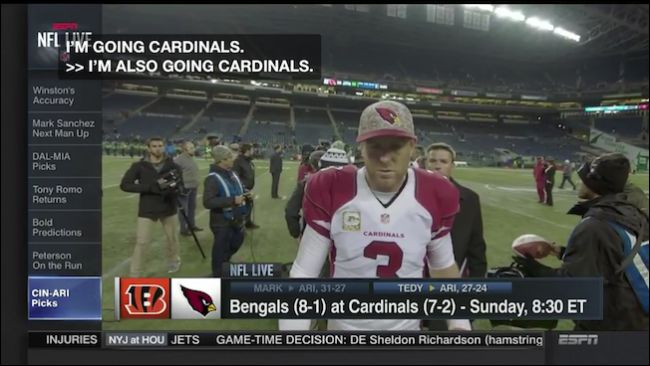 ESPN
NFL LIVE
I'M GOING CARDINALS.
>> I'M ALSO GOING CARDINALS.
Winston's
Accuracy
Mark Sanchez
Next Man Up
DAL-MIA
Picks
Tony Romo
Returns
Bold
Predictions
Peterson
On the Run
CIN-ARI
Picks
CARDINALS
3
NFL LIVE
MARK ARI, 31-27 TEDY ARI, 27-24
Bengals (8-1) at Cardinals (7-2) - Sunday, 8:30 ET
INJURIES NYJ at HOU JETS GAME-TIME DECISION: DE Sheldon Richardson (hamstring ESPN